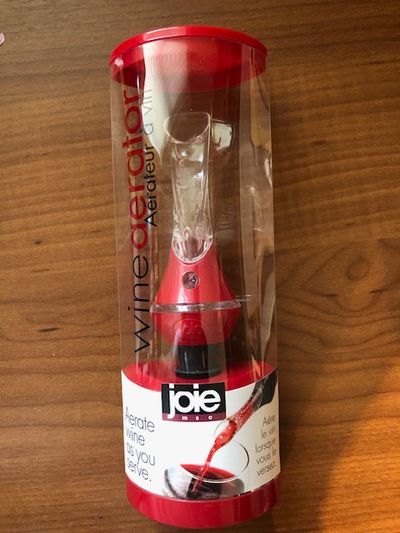 wine aerator
Aérateur à vin
joie
msc
Aerate
wine
as you
serve.
Aère
le vin
lorsque
vous le
versez.